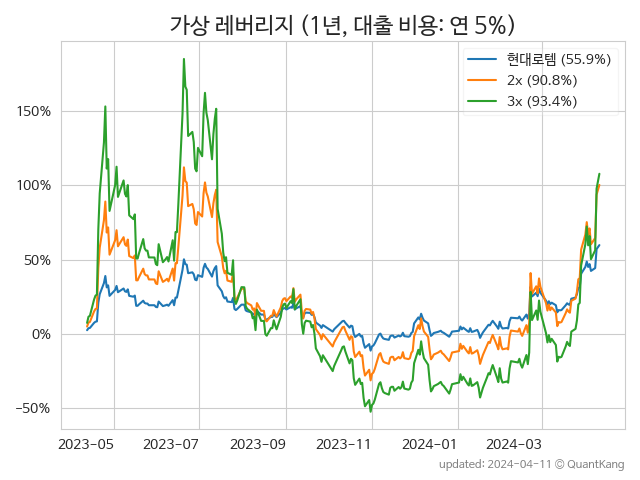 가상 레버리지 (1년, 대출 비용: 연 5%)
현대로템 (55.9%)
2x (90.8%)
3x (93.4%)
150%
100%
50%
0%
−50%
2023-05 2023-07 2023-09 2023-11 2024-01 2024-03
updated: 2024-04-11 © QuantKang